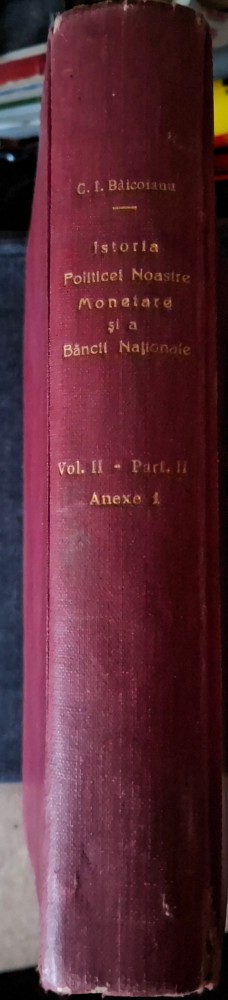 C. I. Băicoianu
Istoria
Politicei Noastre
Monetare
și a
Băncii Naționale
Vol. II - Part. II
Anexe 1